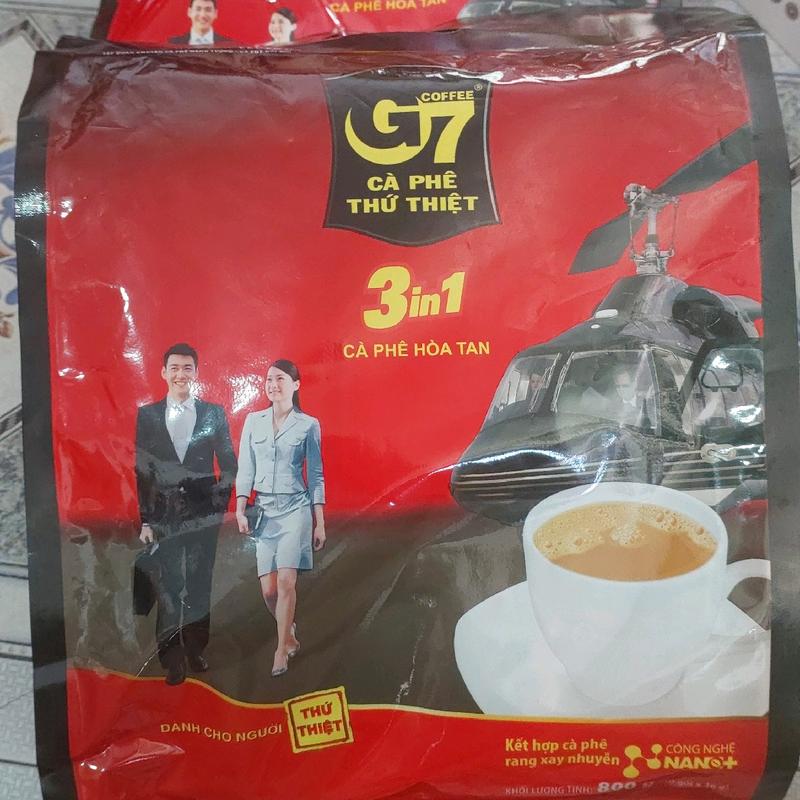 CÀ PHÊ HÒA TAN
COFFEE
G7®
CÀ PHÊ
THỨ THIỆT
3in1
CÀ PHÊ HÒA TAN
DÀNH CHO NGƯỜI
THỨ
THIỆT
Kết hợp cà phê
rang xay nhuyễn
CÔNG NGHỆ
NANO+
KHỐI LƯỢNG TỊNH: 800